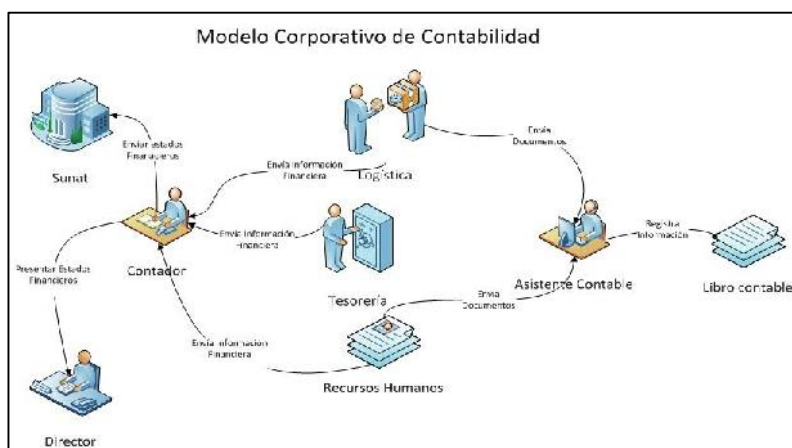 Modelo Corporativo de Contabilidad
Enviar estados
Financieros
Sunat
Envía Información
Financiera
Logística
Envía
Documentos
Contador
Envía Información
Financiera
Tesorería
Asistente Contable
Registra
Información
Libro contable
Presentar Estados
Financieros
Envía Información
Financiera
Envía
Documentos
Recursos Humanos
Director